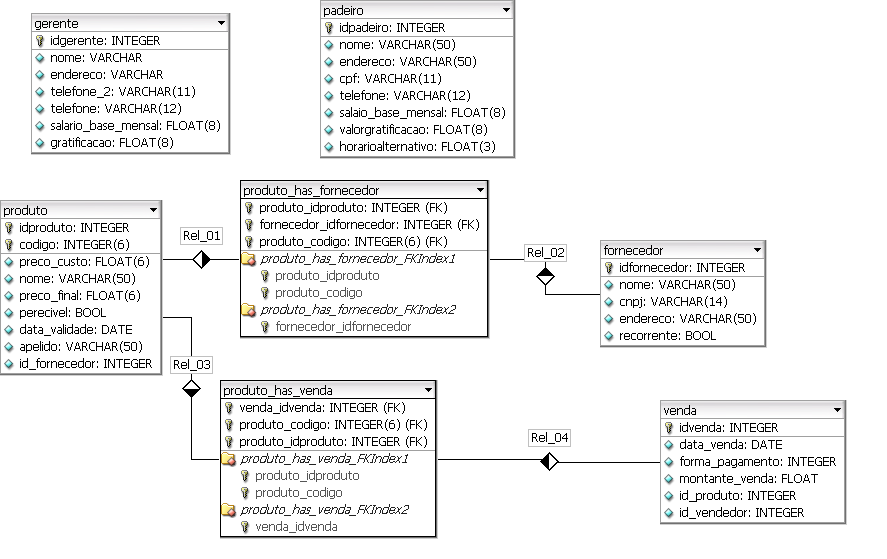 gerente
idgerente: INTEGER
nome: VARCHAR
endereco: VARCHAR
telefone_2: VARCHAR(11)
telefone: VARCHAR(12)
salario_base_mensal: FLOAT(8)
gratificacao: FLOAT(8)
padeiro
idpadeiro: INTEGER
nome: VARCHAR(50)
endereco: VARCHAR(50)
cpf: VARCHAR(11)
telefone: VARCHAR(12)
salaio_base_mensal: FLOAT(8)
valorgratificacao: FLOAT(8)
horarioalternativo: FLOAT(3)
produto
idproduto: INTEGER
codigo: INTEGER(6)
preco_custo: FLOAT(6)
nome: VARCHAR(50)
preco_final: FLOAT(6)
perecivel: BOOL
data_validade: DATE
apelido: VARCHAR(50)
id_fornecedor: INTEGER
Rel_01
produto_has_fornecedor
produto_idproduto: INTEGER (FK)
fornecedor_idfornecedor: INTEGER (FK)
produto_codigo: INTEGER(6) (FK)
produto_has_fornecedor_FKIndex1
produto_idproduto
produto_codigo
produto_has_fornecedor_FKIndex2
fornecedor_idfornecedor
Rel_02
fornecedor
idfornecedor: INTEGER
nome: VARCHAR(50)
cnpj: VARCHAR(14)
endereco: VARCHAR(50)
recorrente: BOOL
Rel_03
produto_has_venda
venda_idvenda: INTEGER (FK)
produto_codigo: INTEGER(6) (FK)
produto_idproduto: INTEGER (FK)
produto_has_venda_FKIndex1
produto_idproduto
produto_codigo
produto_has_venda_FKIndex2
venda_idvenda
Rel_04
venda
idvenda: INTEGER
data_venda: DATE
forma_pagamento: INTEGER
montante_venda: FLOAT
id_produto: INTEGER
id_vendedor: INTEGER